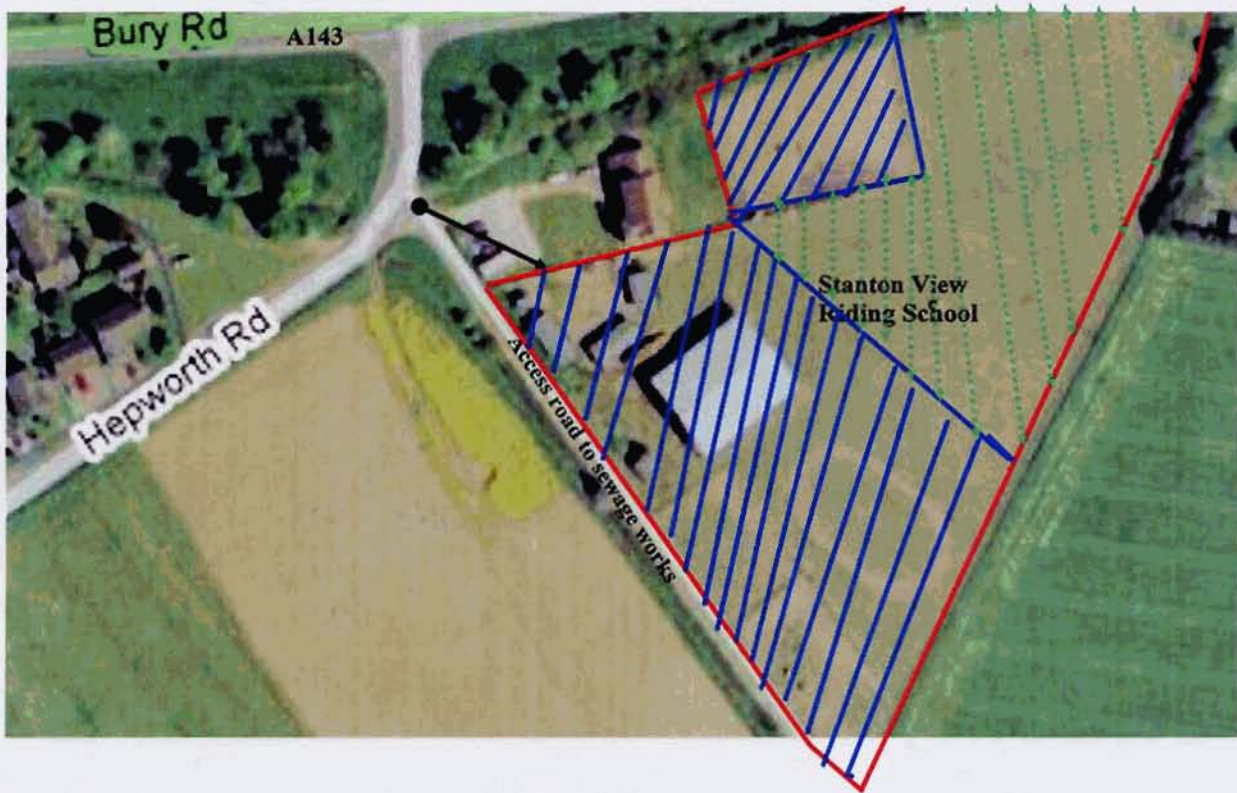 Bury Rd
A143
Stanton View
Riding School
Hepworth Rd
Access road to sewage works